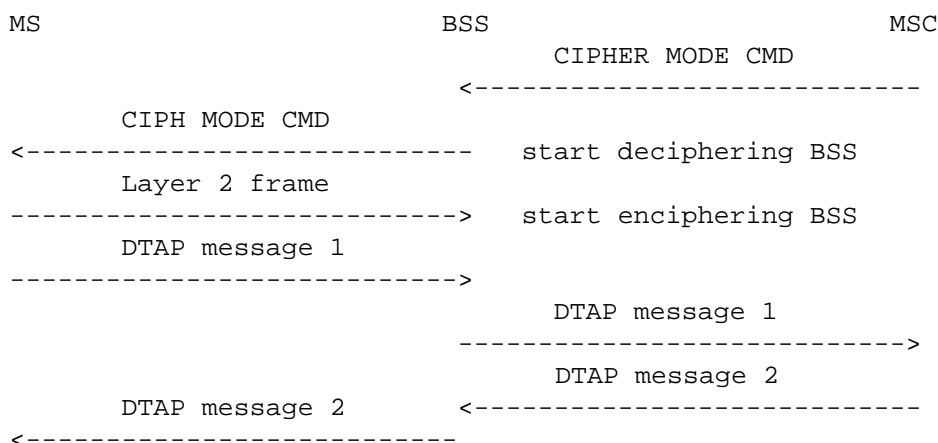 MS BSS MSC
CIPHER MODE CMD
<----------------------------
CIPH MODE CMD
<---------------------------- start deciphering BSS
Layer 2 frame
----------------------------> start enciphering BSS
DTAP message 1
---------------------------->
DTAP message 1
---------------------------->
DTAP message 2
DTAP message 2 <----------------------------
<---------------------------